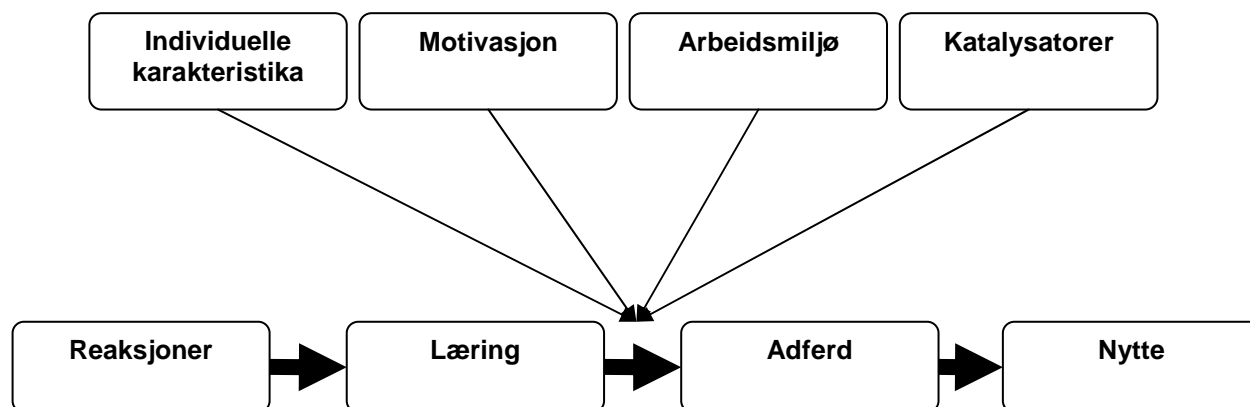 Individuelle
karakteristika
Motivasjon
Arbeidsmiljø
Katalysatorer
Reaksjoner
Læring
Adferd
Nytte